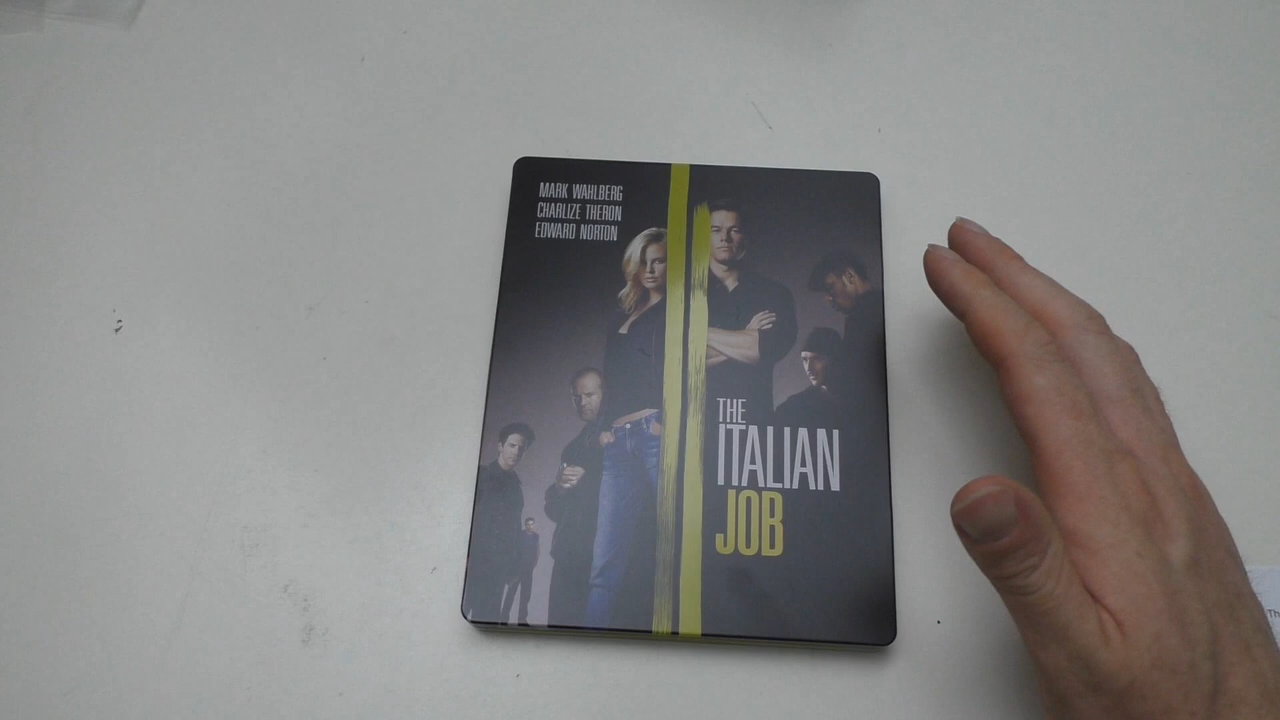 MARK WAHLBERG
CHARLIZE THERON
EDWARD NORTON
THE
ITALIAN
JOB